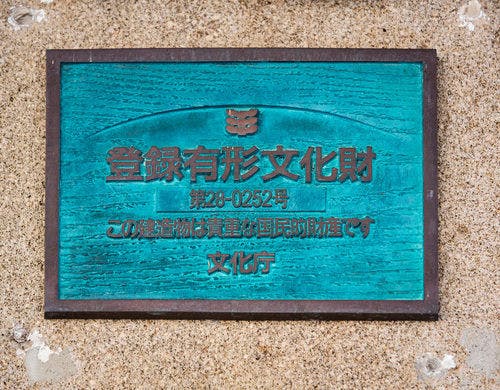 登録有形文化財
第28-0252号
この建造物は貴重な国民的財産です
文化庁